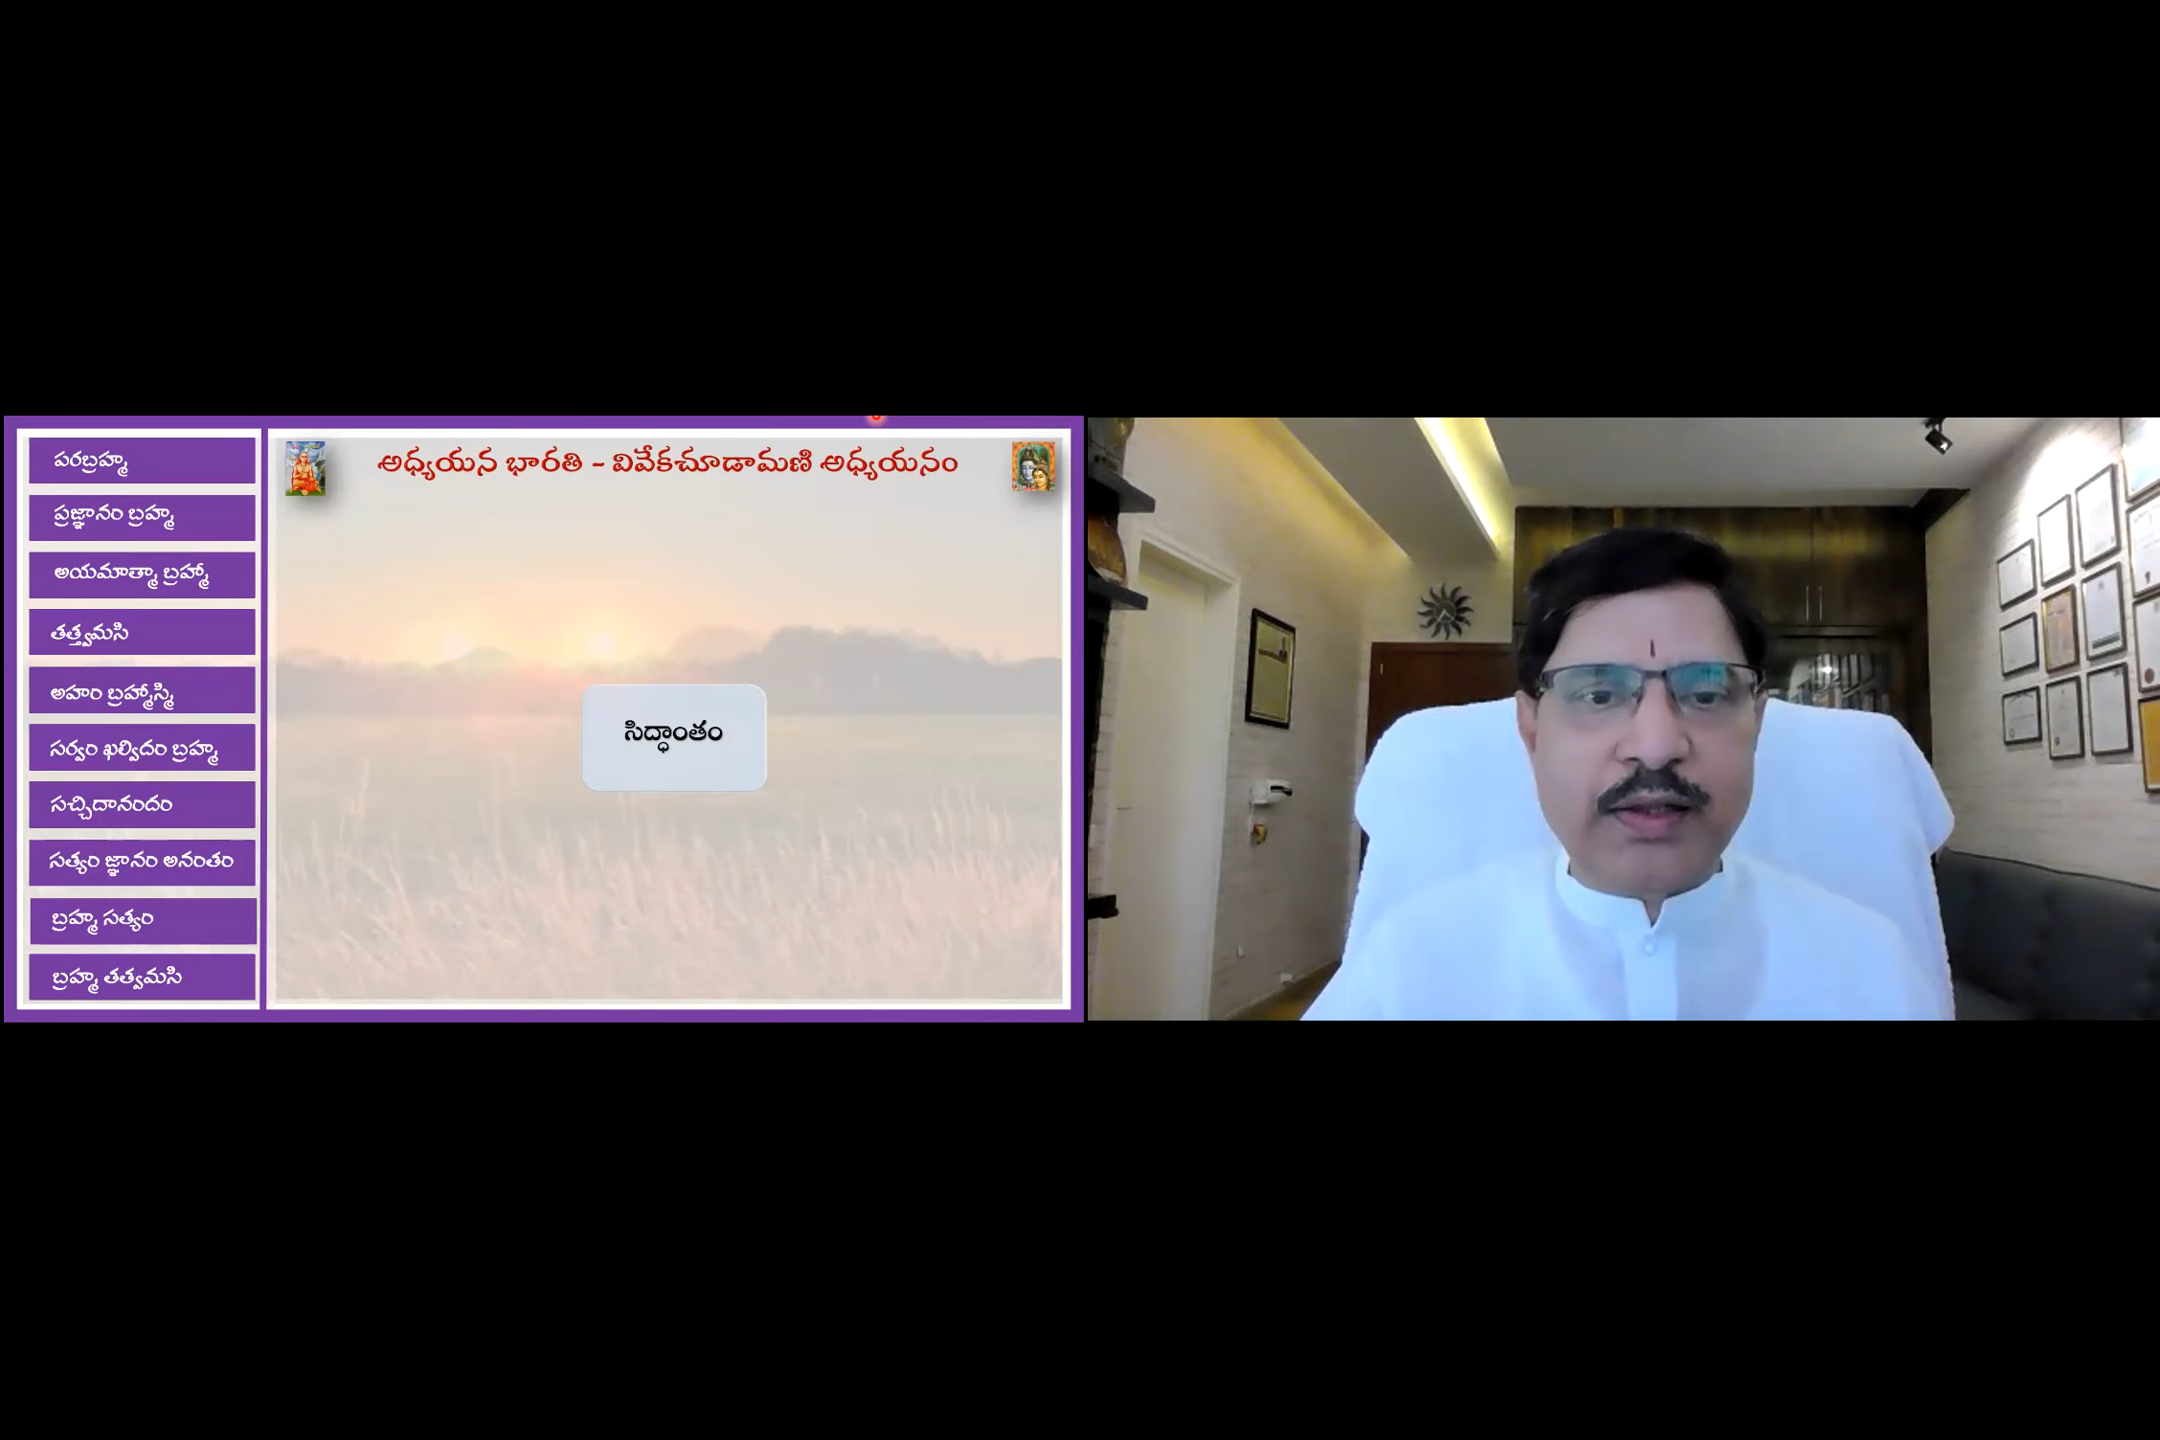 పరబ్రహ్మ
ప్రజ్ఞానం బ్రహ్మ
అయమాత్మా బ్రహ్మా
తత్త్వమసి
అహం బ్రహ్మాస్మి
సర్వం ఖల్విదం బ్రహ్మ
సచ్చిదానందం
సత్యం జ్ఞానం అనంతం
బ్రహ్మ సత్యం
బ్రహ్మ తత్వమసి
అధ్యయన భారతి - వివేకచూడామణి అధ్యయనం
సిద్ధాంతం